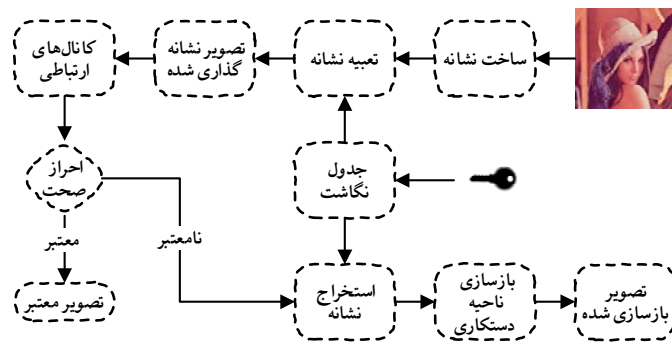 ساخت نشانه
تعبیه نشانه
تصویر نشانه
گذاری شده
کانال‌های
ارتباطی
احراز
صحت
جدول
نگاشت
معتبر
نامعتبر
تصویر معتبر
استخراج
نشانه
بازسازی
ناحیه
دستکاری
تصویر
بازسازی شده